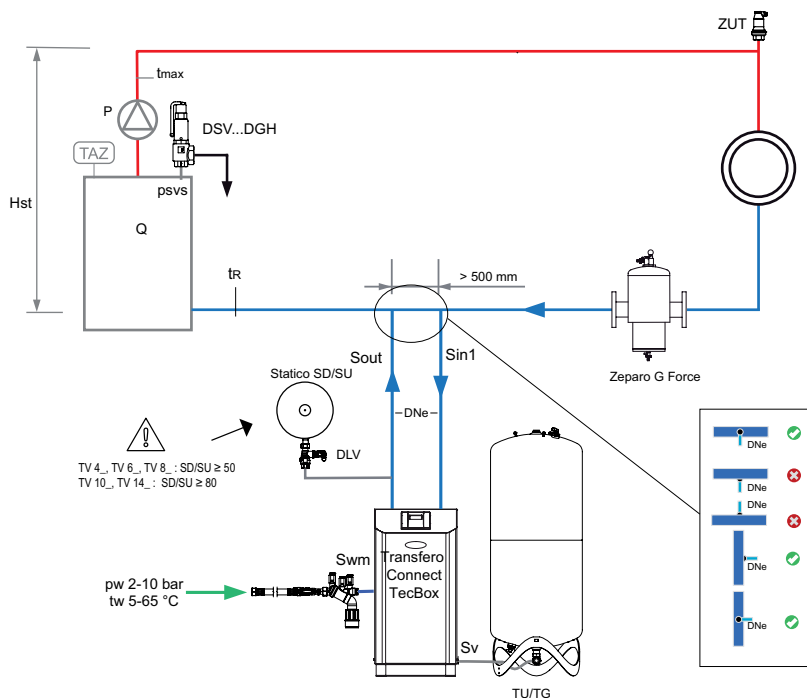 ZUT
tmax
P
DSV...DGH
TAZ
psvs
Hst
Q
> 500 mm
tR
Sout
Sin1
Zeparo G Force
Statico SD/SU
DNe
DLV
TV 4_, TV 6_, TV 8_ : SD/SU ≥ 50
TV 10_, TV 14_ : SD/SU ≥ 80
DNe
DNe
DNe
DNe
DNe
Swm
Transfero
Connect
TecBox
pw 2-10 bar
tw 5-65 °C
Sv
TU/TG